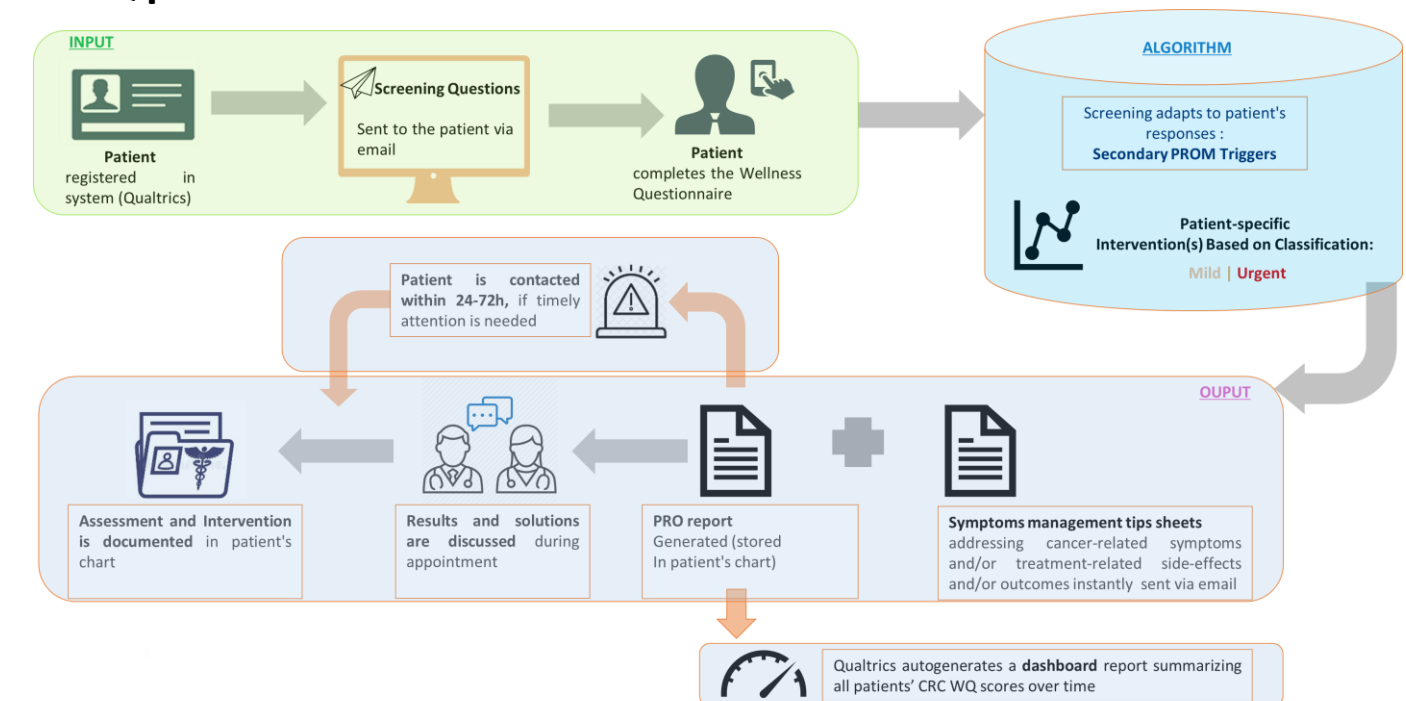 INPUT
Patient
registered in
system (Qualtrics)
Screening Questions
Sent to the patient via
email
Patient
completes the Wellness
Questionnaire
ALGORITHM
Screening adapts to patient's
responses :
Secondary PROM Triggers
Patient-specific
Intervention(s) Based on Classification:
Mild | Urgent
Patient is contacted
within 24-72h, if timely
attention is needed
OUPUT
Assessment and Intervention
is documented in patient's
chart
Results and solutions
are discussed during
appointment
PRO report
Generated (stored
In patient's chart)
Symptoms management tips sheets
addressing cancer-related symptoms
and/or treatment-related side-effects
and/or outcomes instantly sent via email
Qualtrics autogenerates a dashboard report summarizing
all patients’ CRC WQ scores over time